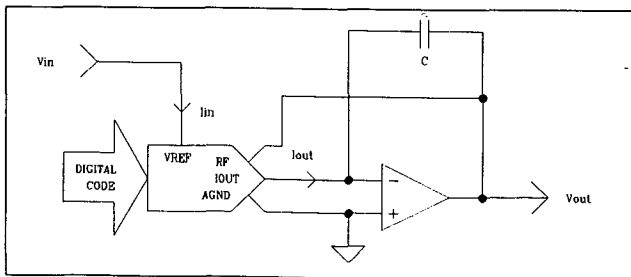 C
Vin
Iin
VREF
RF
Iout
DIGITAL
CODE
IOUT
AGND
-
+
Vout